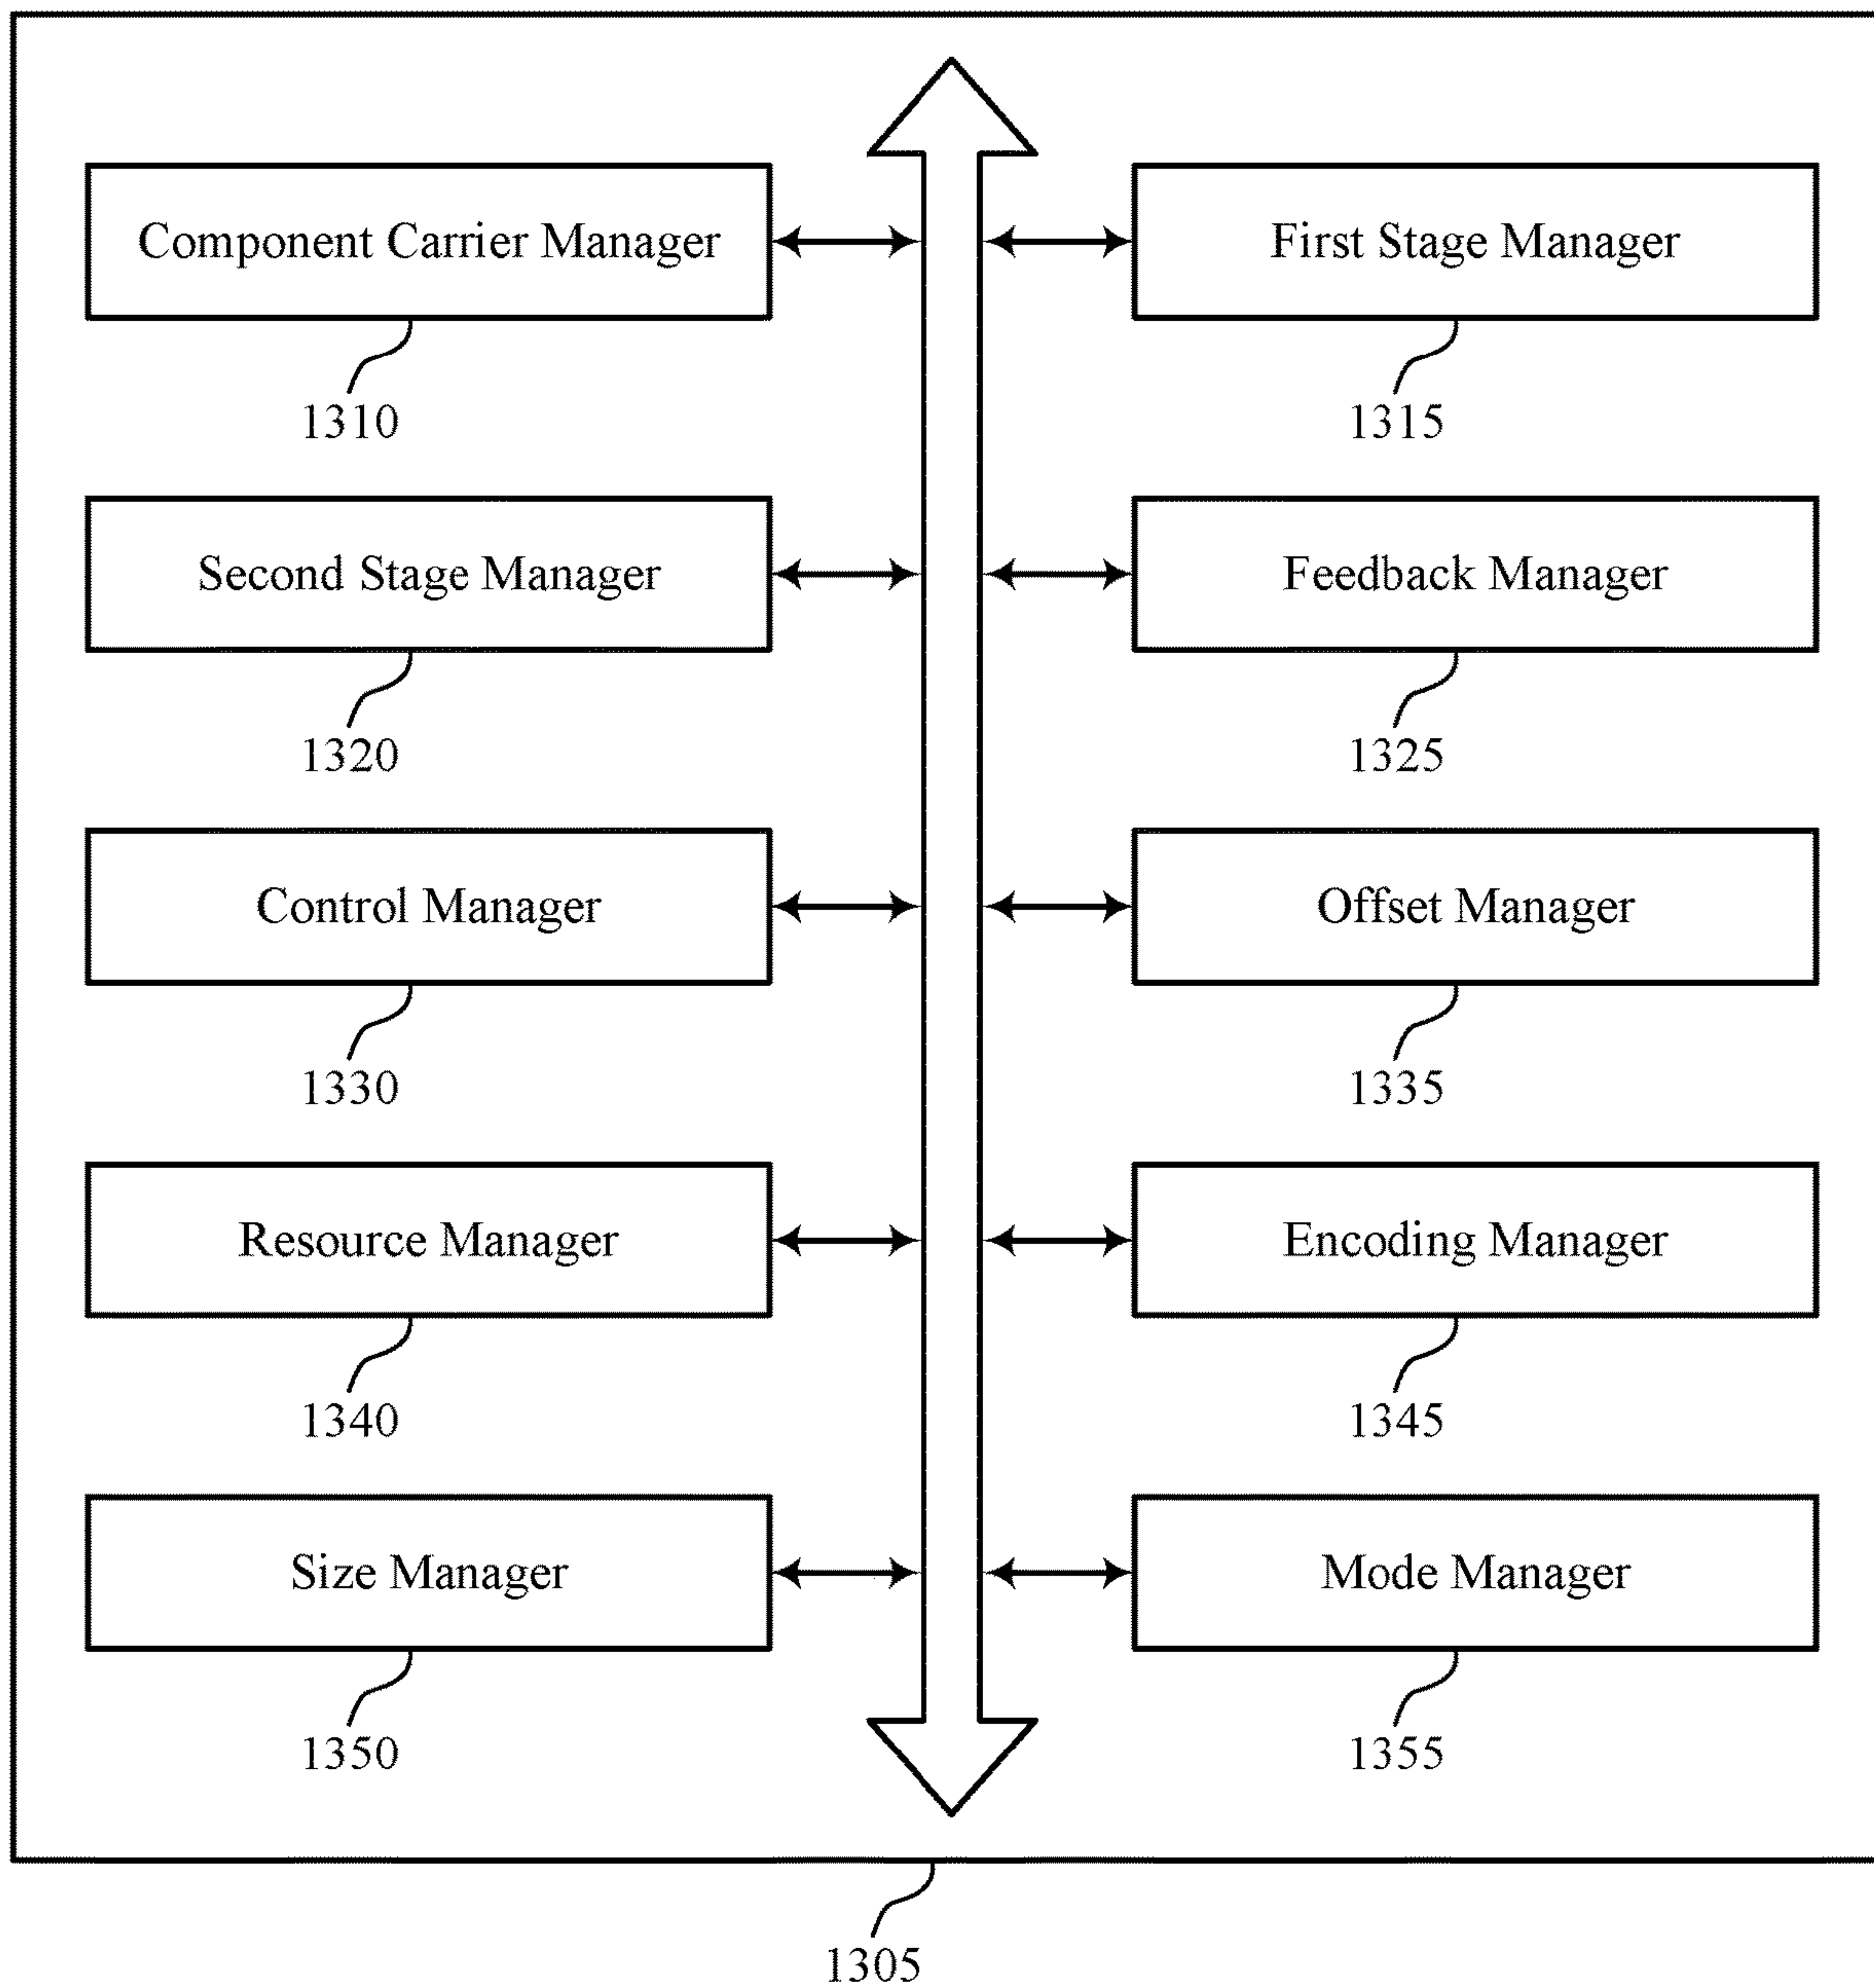 Component Carrier Manager
First Stage Manager
1310
1315
Second Stage Manager
Feedback Manager
1320
1325
Control Manager
Offset Manager
1330
1335
Resource Manager
Encoding Manager
1340
1345
Size Manager
Mode Manager
1350
1355
1305